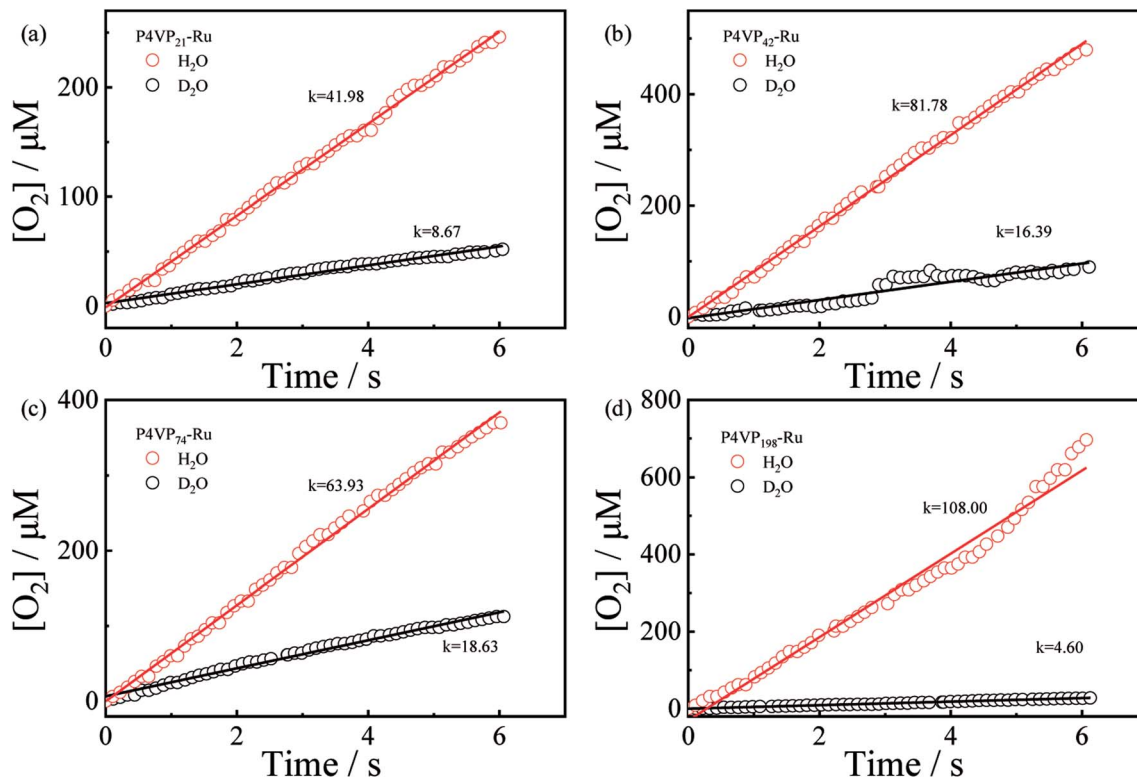 (a)
P4VP₂₁-Ru
H₂O
D₂O
k=41.98
k=8.67
200
100
0
[O₂] / μM
0 2 4 6
Time / s
(b)
P4VP₄₂-Ru
H₂O
D₂O
k=81.78
k=16.39
400
200
0
[O₂] / μM
0 2 4 6
Time / s
(c)
P4VP₇₄-Ru
H₂O
D₂O
k=63.93
k=18.63
400
200
0
[O₂] / μM
0 2 4 6
Time / s
(d)
P4VP₁₉₈-Ru
H₂O
D₂O
k=108.00
k=4.60
800
600
400
200
0
[O₂] / μM
0 2 4 6
Time / s